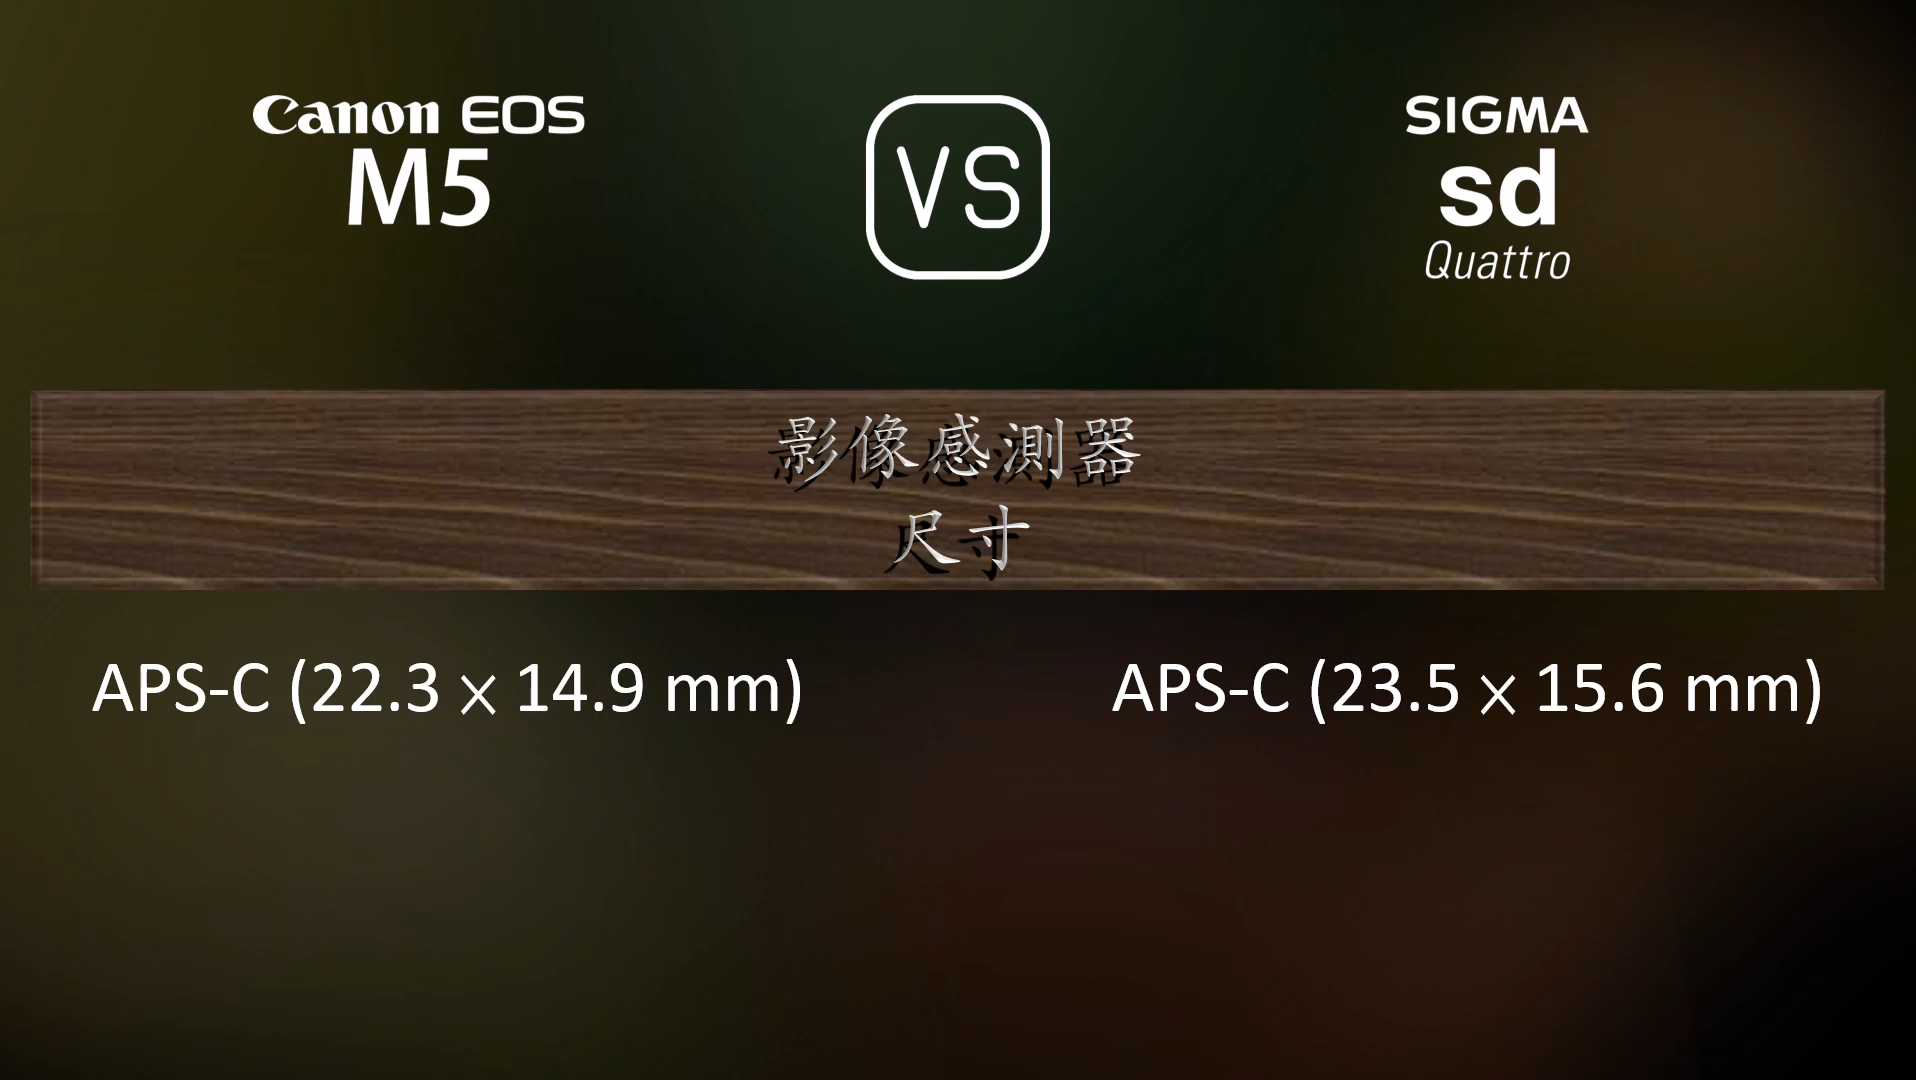 Canon EOS
M5
VS
SIGMA
sd
Quattro
影像感測器
尺寸
APS-C (22.3 x 14.9 mm)
APS-C (23.5 x 15.6 mm)